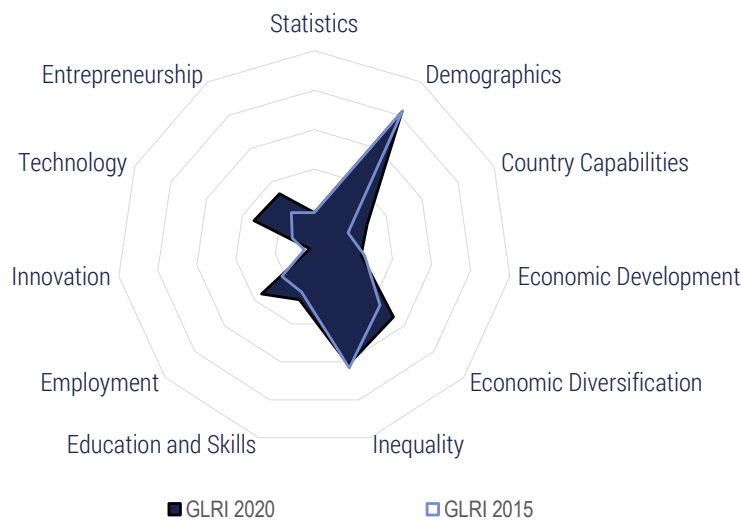 Statistics
Demographics
Country Capabilities
Economic Development
Economic Diversification
Inequality
Education and Skills
Employment
Innovation
Technology
Entrepreneurship
GLRI 2020
GLRI 2015